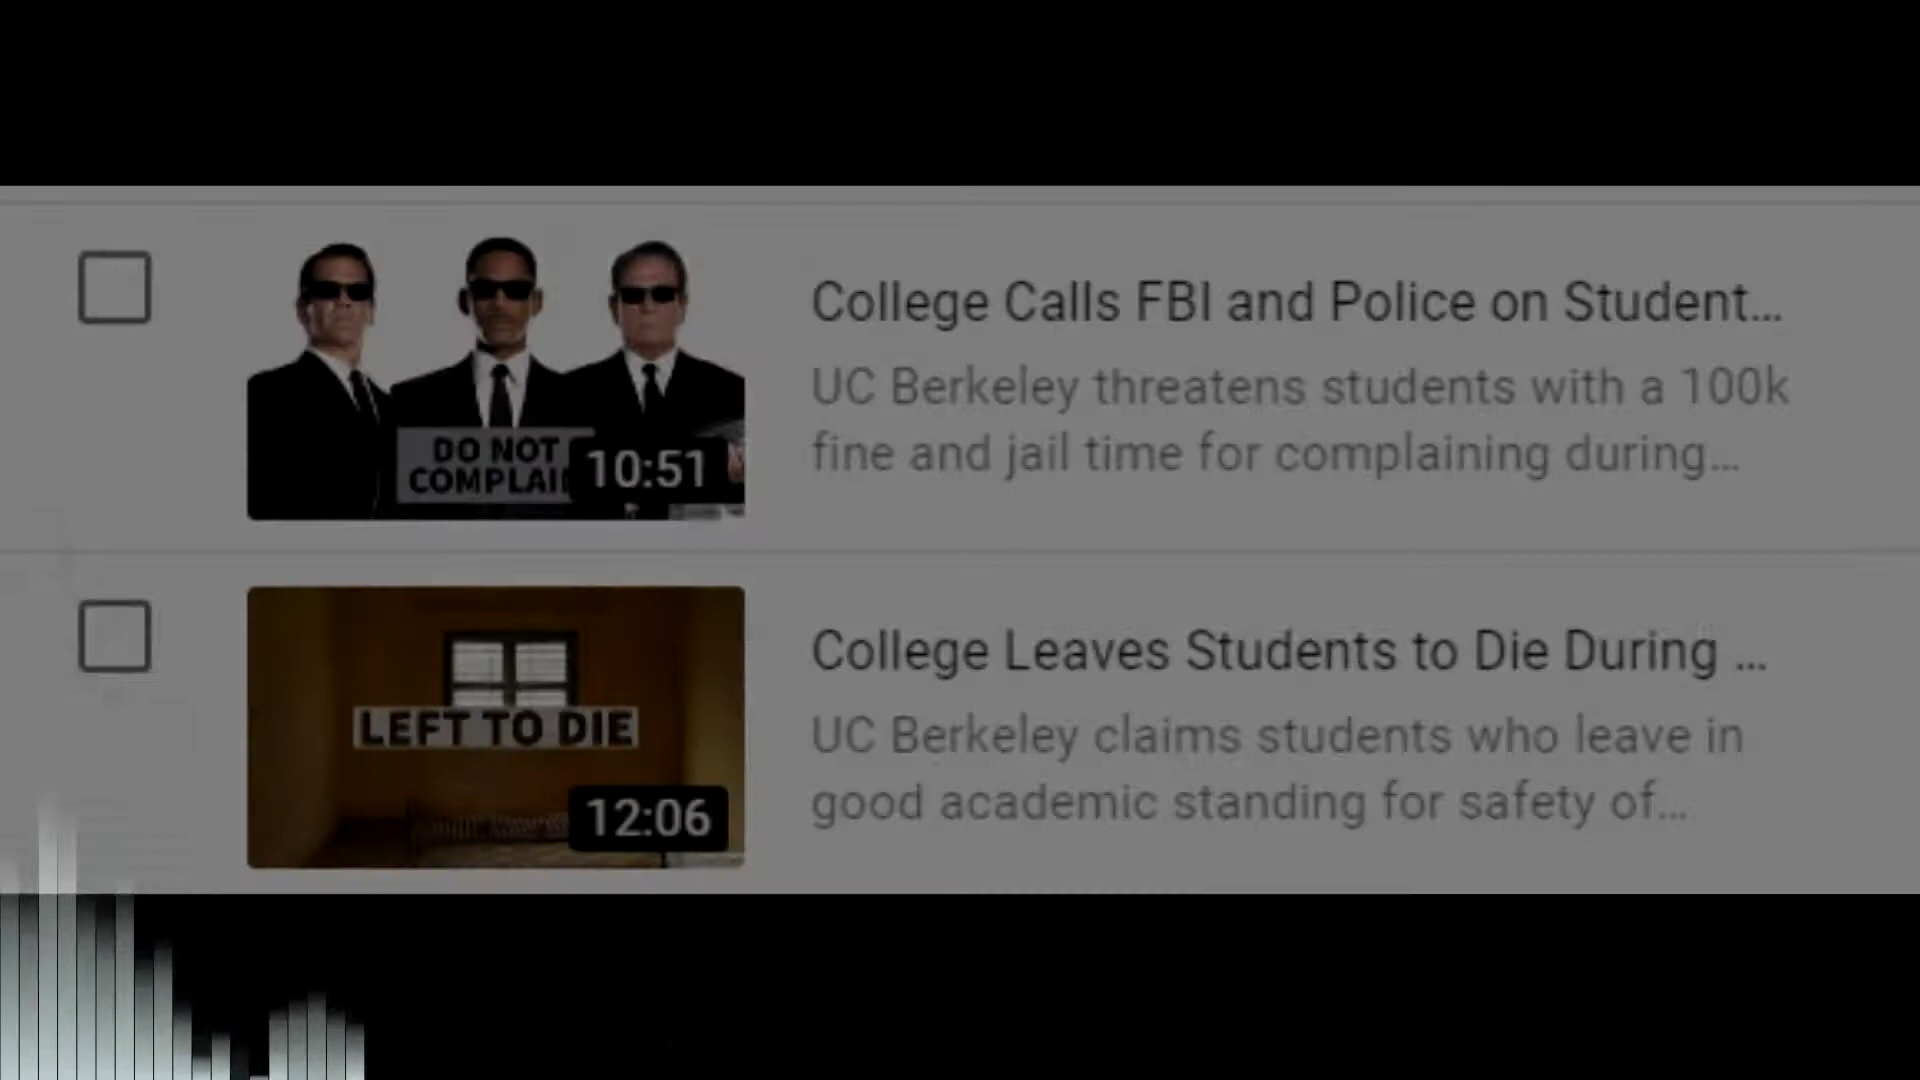 College Calls FBI and Police on Student...
UC Berkeley threatens students with a 100k
fine and jail time for complaining during...
DO NOT
COMPLAI
10:51
College Leaves Students to Die During ...
UC Berkeley claims students who leave in
good academic standing for safety of...
LEFT TO DIE
12:06